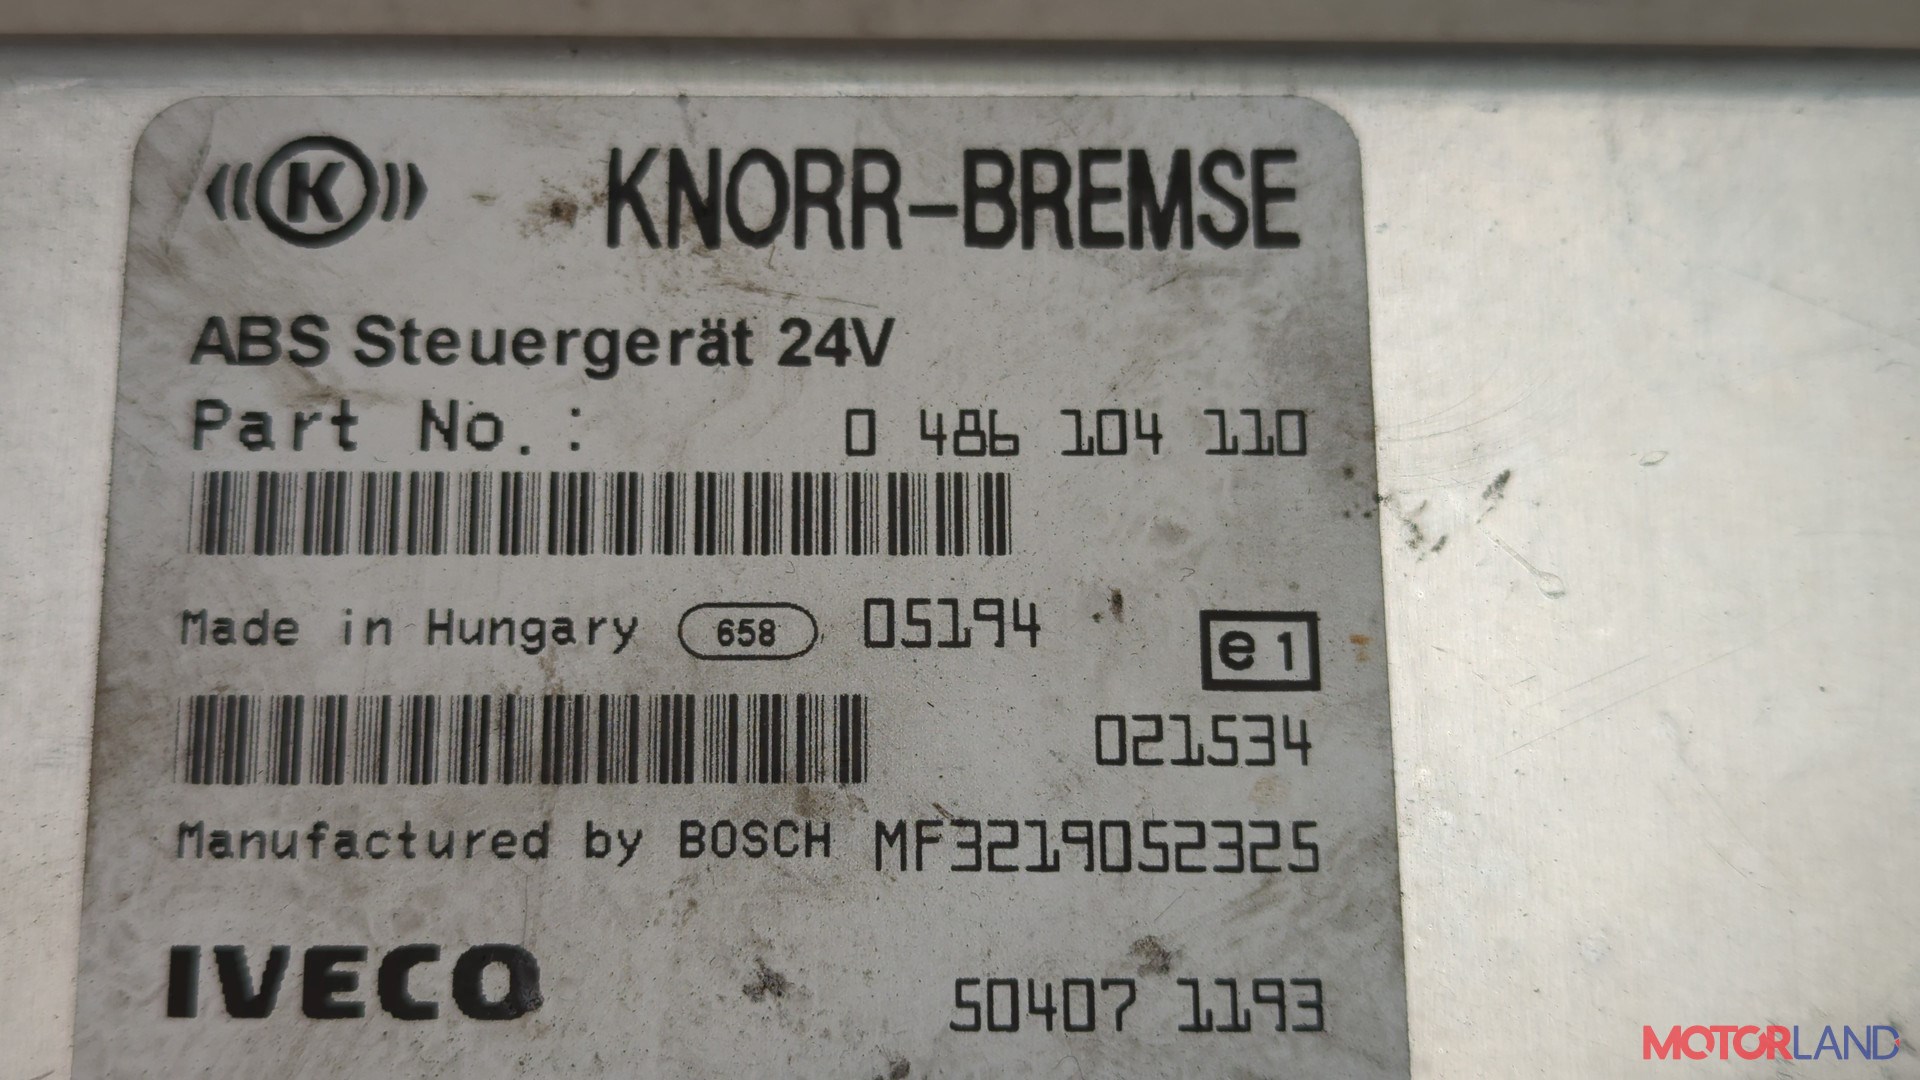 K KNORR-BREMSE
ABS Steuergerät 24V
Part No.: 0 486 104 110
Made in Hungary 658 05194
e1
021534
Manufactured by BOSCH MF3219052325
IVECO 50407 1193
MOTORLAND